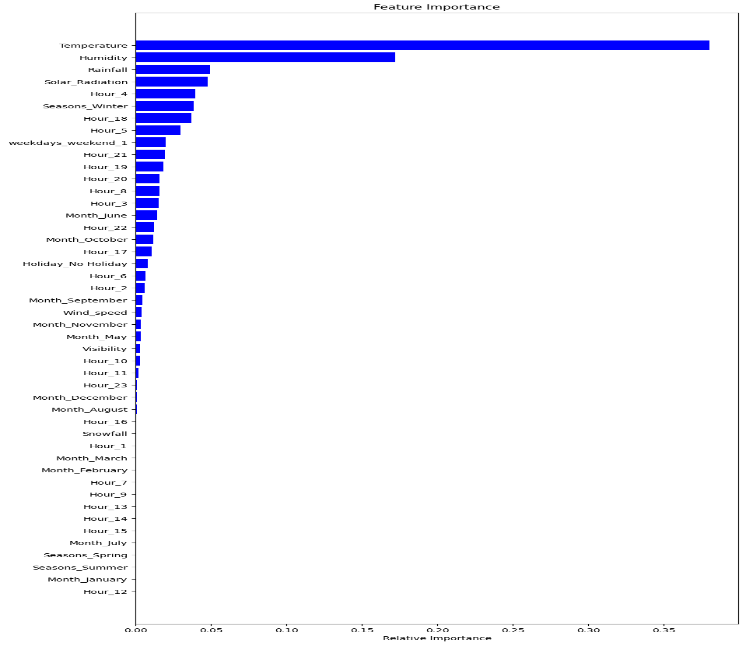 Feature Importance
Temperature
Humidity
Rainfall
Solar_Radiation
Hour_4
Seasons_Winter
Hour_18
Hour_5
weekdays_weekend_1
Hour_21
Hour_19
Hour_20
Hour_8
Hour_3
Month_June
Hour_22
Month_October
Hour_17
Holiday_No Holiday
Hour_6
Hour_2
Month_September
Wind_speed
Month_November
Month_May
Visibility
Hour_10
Hour_11
Hour_23
Month_December
Month_August
Hour_16
Snowfall
Hour_1
Month_March
Month_February
Hour_7
Hour_9
Hour_13
Hour_14
Hour_15
Month_July
Seasons_Spring
Seasons_Summer
Month_January
Hour_12
0.00 0.05 0.10 0.15 0.20 0.25 0.30 0.35
Relative Importance